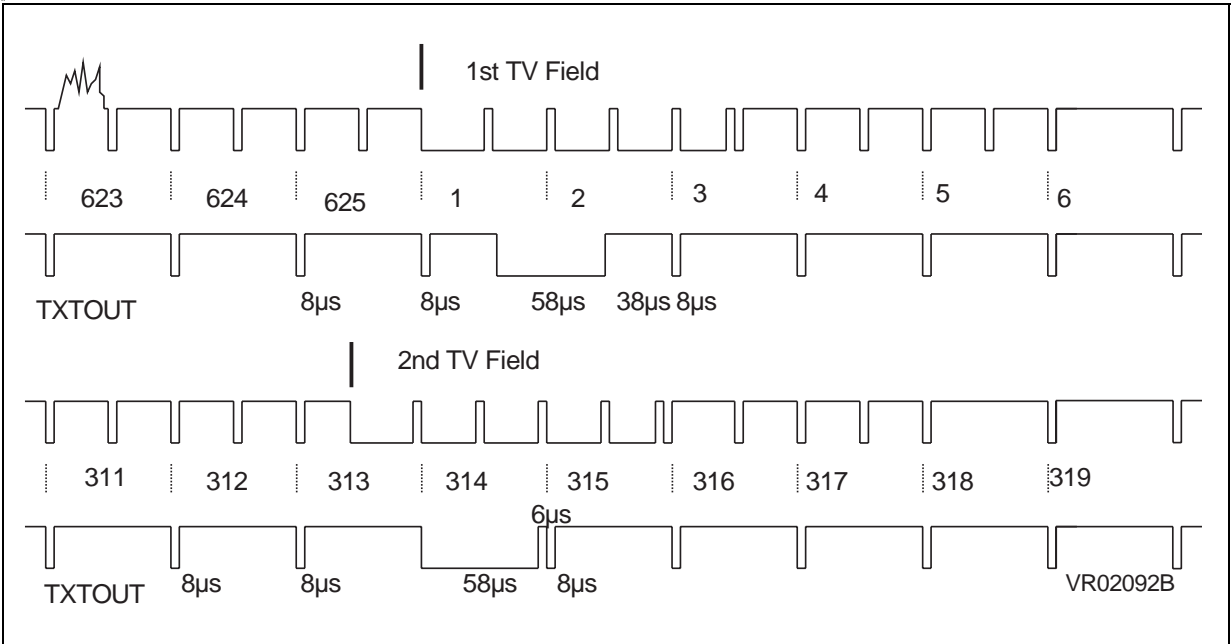 1st TV Field
623 624 625 1 2 3 4 5 6
8µs 8µs 58µs 38µs 8µs
TXTOUT
2nd TV Field
311 312 313 314 315 316 317 318 319
6µs
8µs 8µs 58µs 8µs
TXTOUT
VR02092B